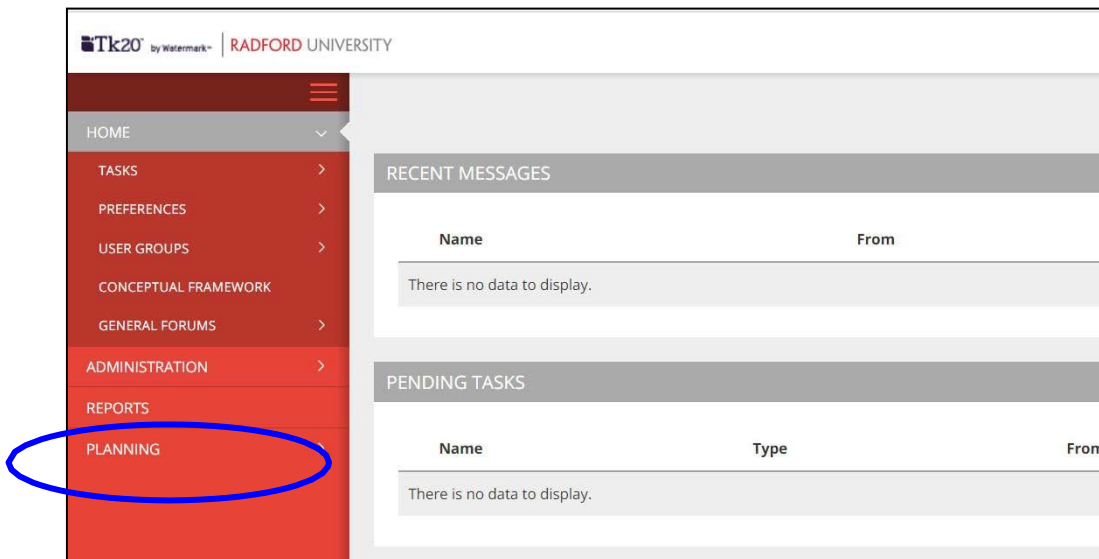 Tk20 by Watermark™ RADFORD UNIVERSITY
HOME
TASKS
PREFERENCES
USER GROUPS
CONCEPTUAL FRAMEWORK
GENERAL FORUMS
ADMINISTRATION
REPORTS
PLANNING
RECENT MESSAGES
Name From
There is no data to display.
PENDING TASKS
Name Type From
There is no data to display.